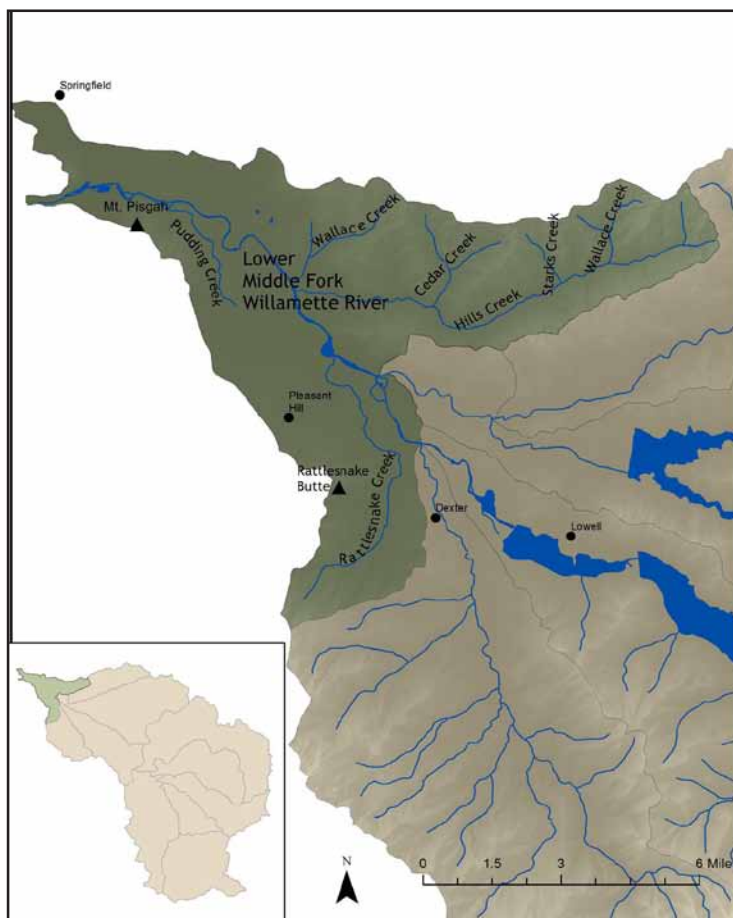 Springfield
Mt. Pisgah
Pudding Creek
Wallace Creek
Lower
Middle Fork
Willamette River
Cedar Creek
Hills Creek
Starks Creek
Wallace Creek
Pleasant
Hill
Rattlesnake
Butte
Rattlesnake Creek
Dexter
Lowell
N
0 1.5 3 6 Mile